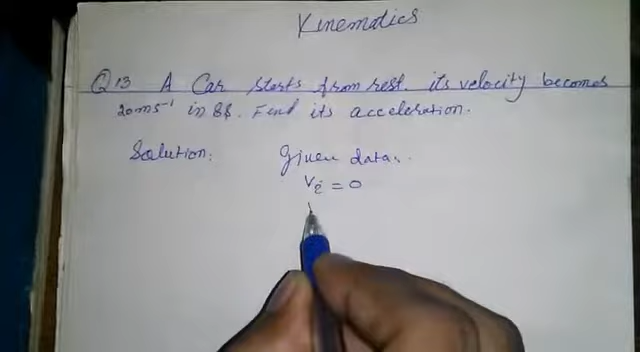 Kinematics
Q 13 A Car starts from rest. its velocity becomes
20ms⁻¹ in 8s. Find its acceleration.
Solution: Given data:.
Vi = 0